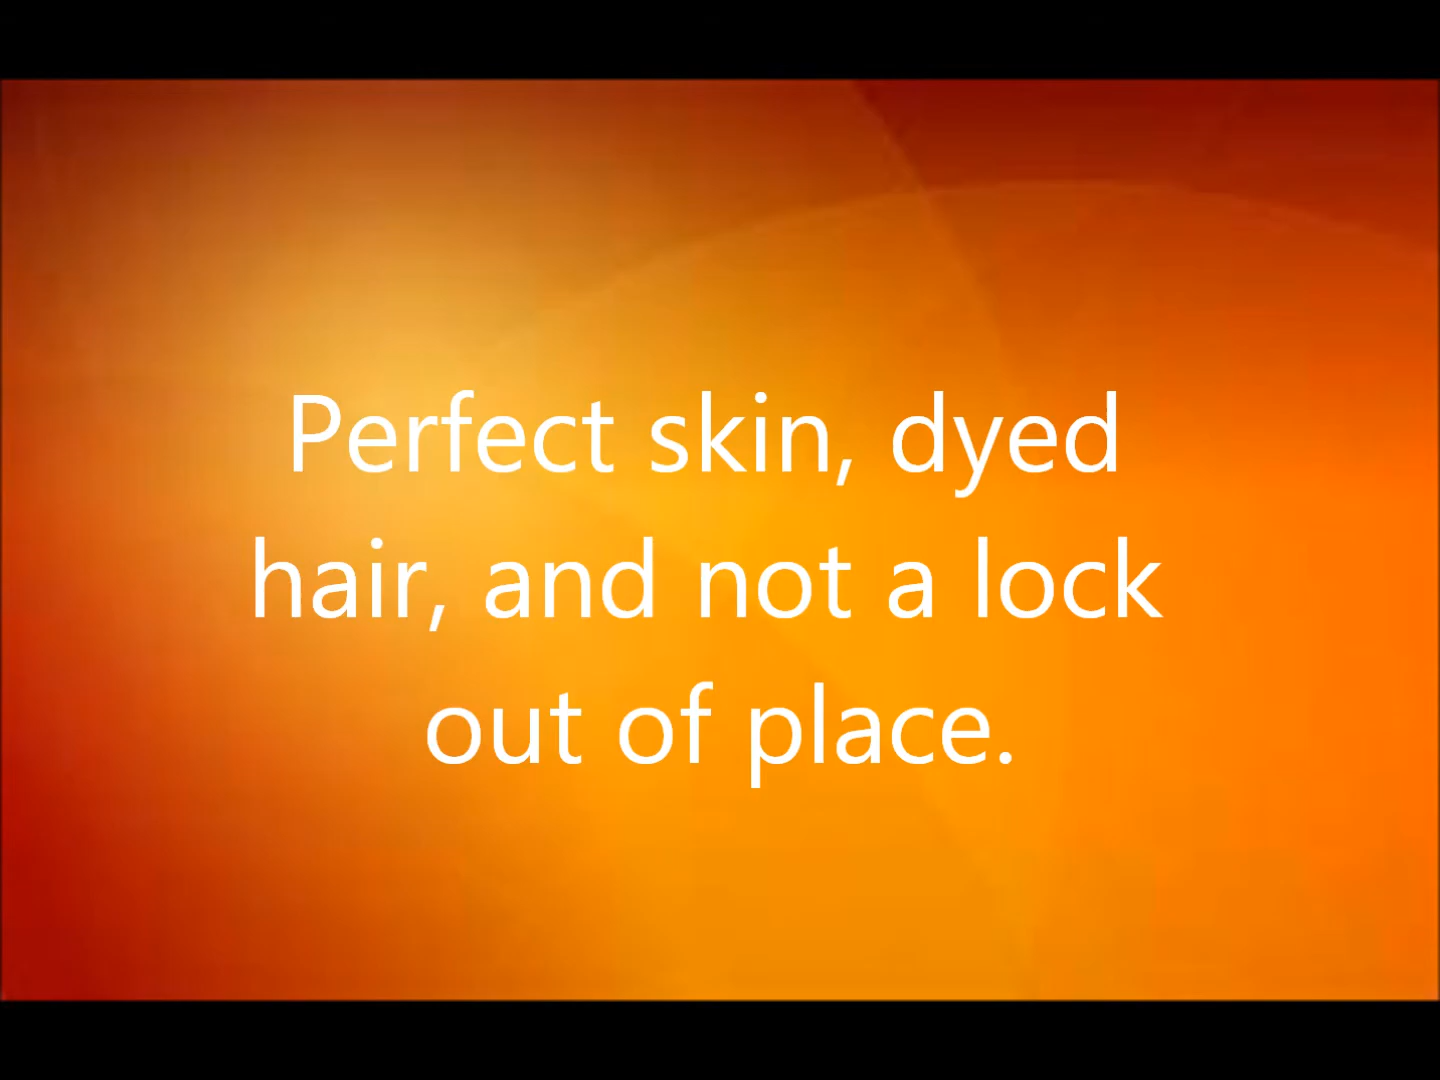 Perfect skin, dyed
hair, and not a lock
out of place.